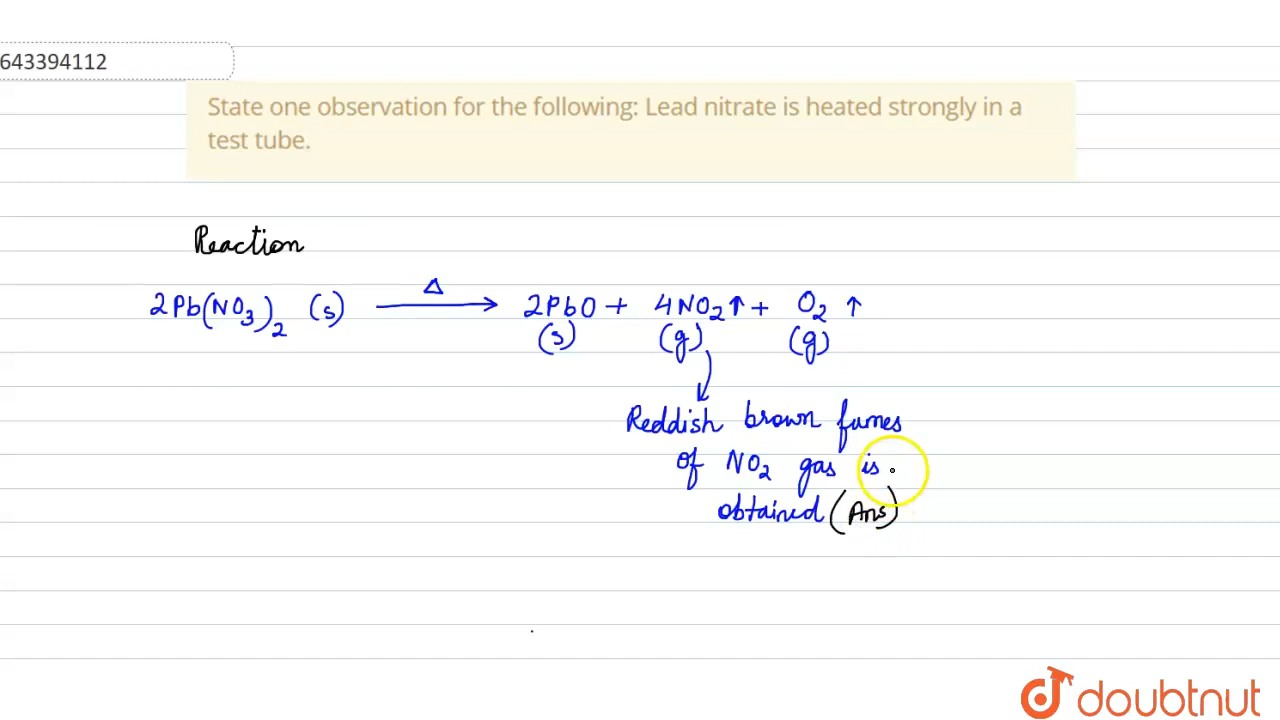 643394112
State one observation for the following: Lead nitrate is heated strongly in a
test tube.
Reaction
2Pb(NO3)2 (s) —Δ→ 2PbO + 4NO2↑ + O2 ↑
(s) (g) (g)
Reddish brown fumes
of NO2 gas is
obtained (Ans)
doubtnut